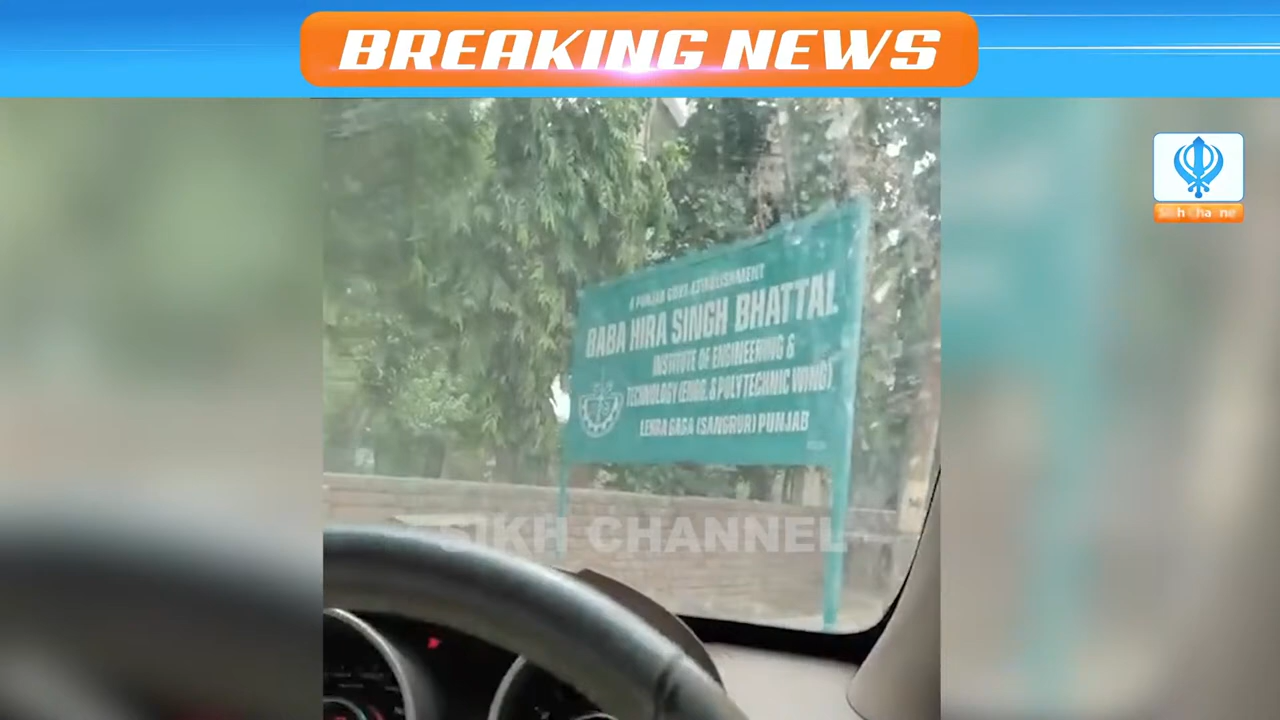 BREAKING NEWS
A PUNJAB GOVT. ESTABLISHMENT
BABA HIRA SINGH BHATTAL
INSTITUTE OF ENGINEERING &
TECHNOLOGY (ENGG. & POLYTECHNIC WING)
LEHRA GAGA (SANGRUR) PUNJAB
SIKH CHANNEL